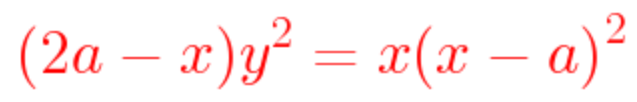 (2a − x)y² = x(x − a)²